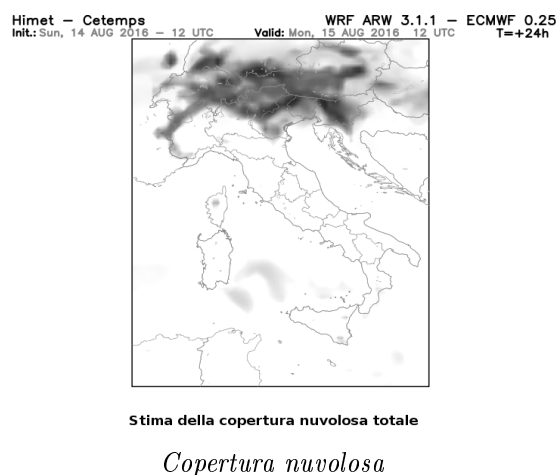 Himet – Cetemps WRF ARW 3.1.1 – ECMWF 0.25
Init.: Sun, 14 AUG 2016 – 12 UTC Valid: Mon, 15 AUG 2016 12 UTC T=+24h
Stima della copertura nuvolosa totale
Copertura nuvolosa